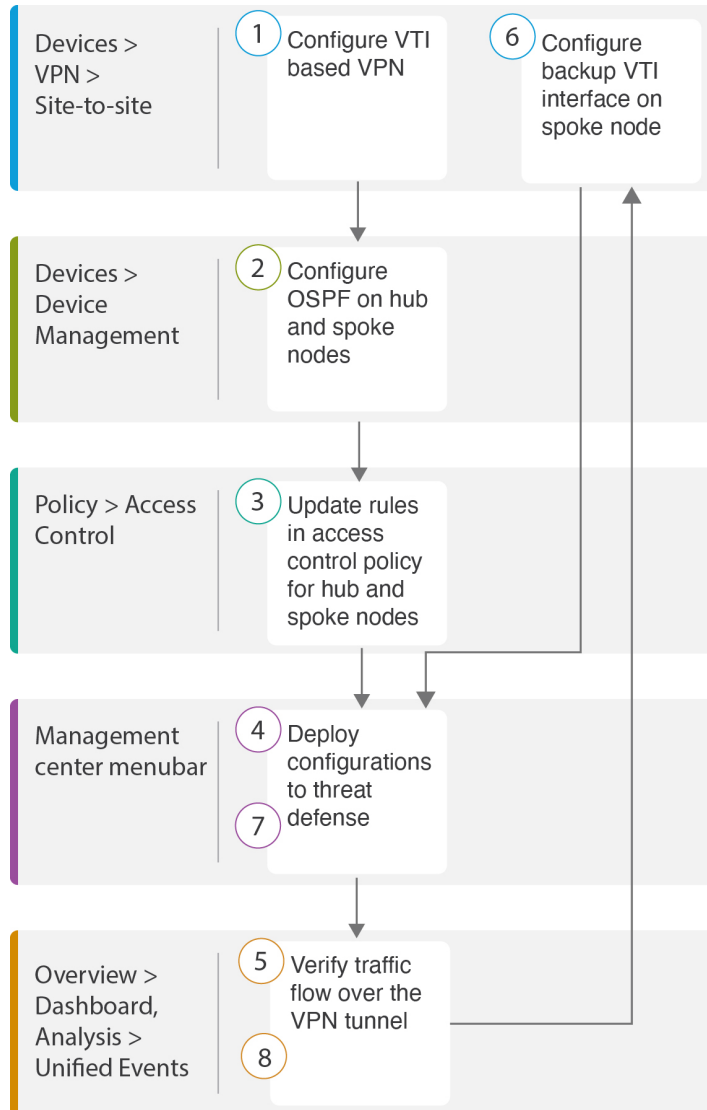 Devices >
VPN >
Site-to-site
1
Configure VTI
based VPN
6
Configure
backup VTI
interface on
spoke node
Devices >
Device
Management
2
Configure
OSPF on hub
and spoke
nodes
Policy > Access
Control
3
Update rules
in access
control policy
for hub and
spoke nodes
Management
center menubar
4
Deploy
configurations
to threat
defense
7
Overview >
Dashboard,
Analysis >
Unified Events
5
Verify traffic
flow over the
VPN tunnel
8